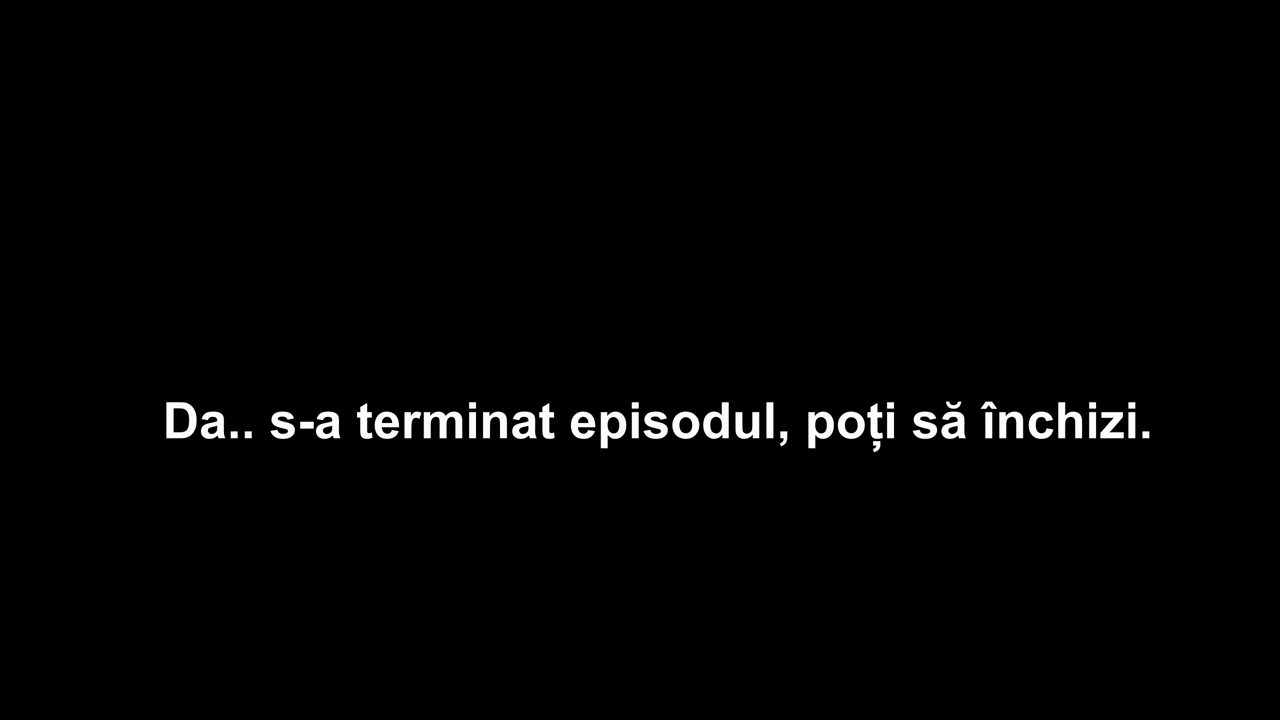 Da.. s-a terminat episodul, poți să închizi.